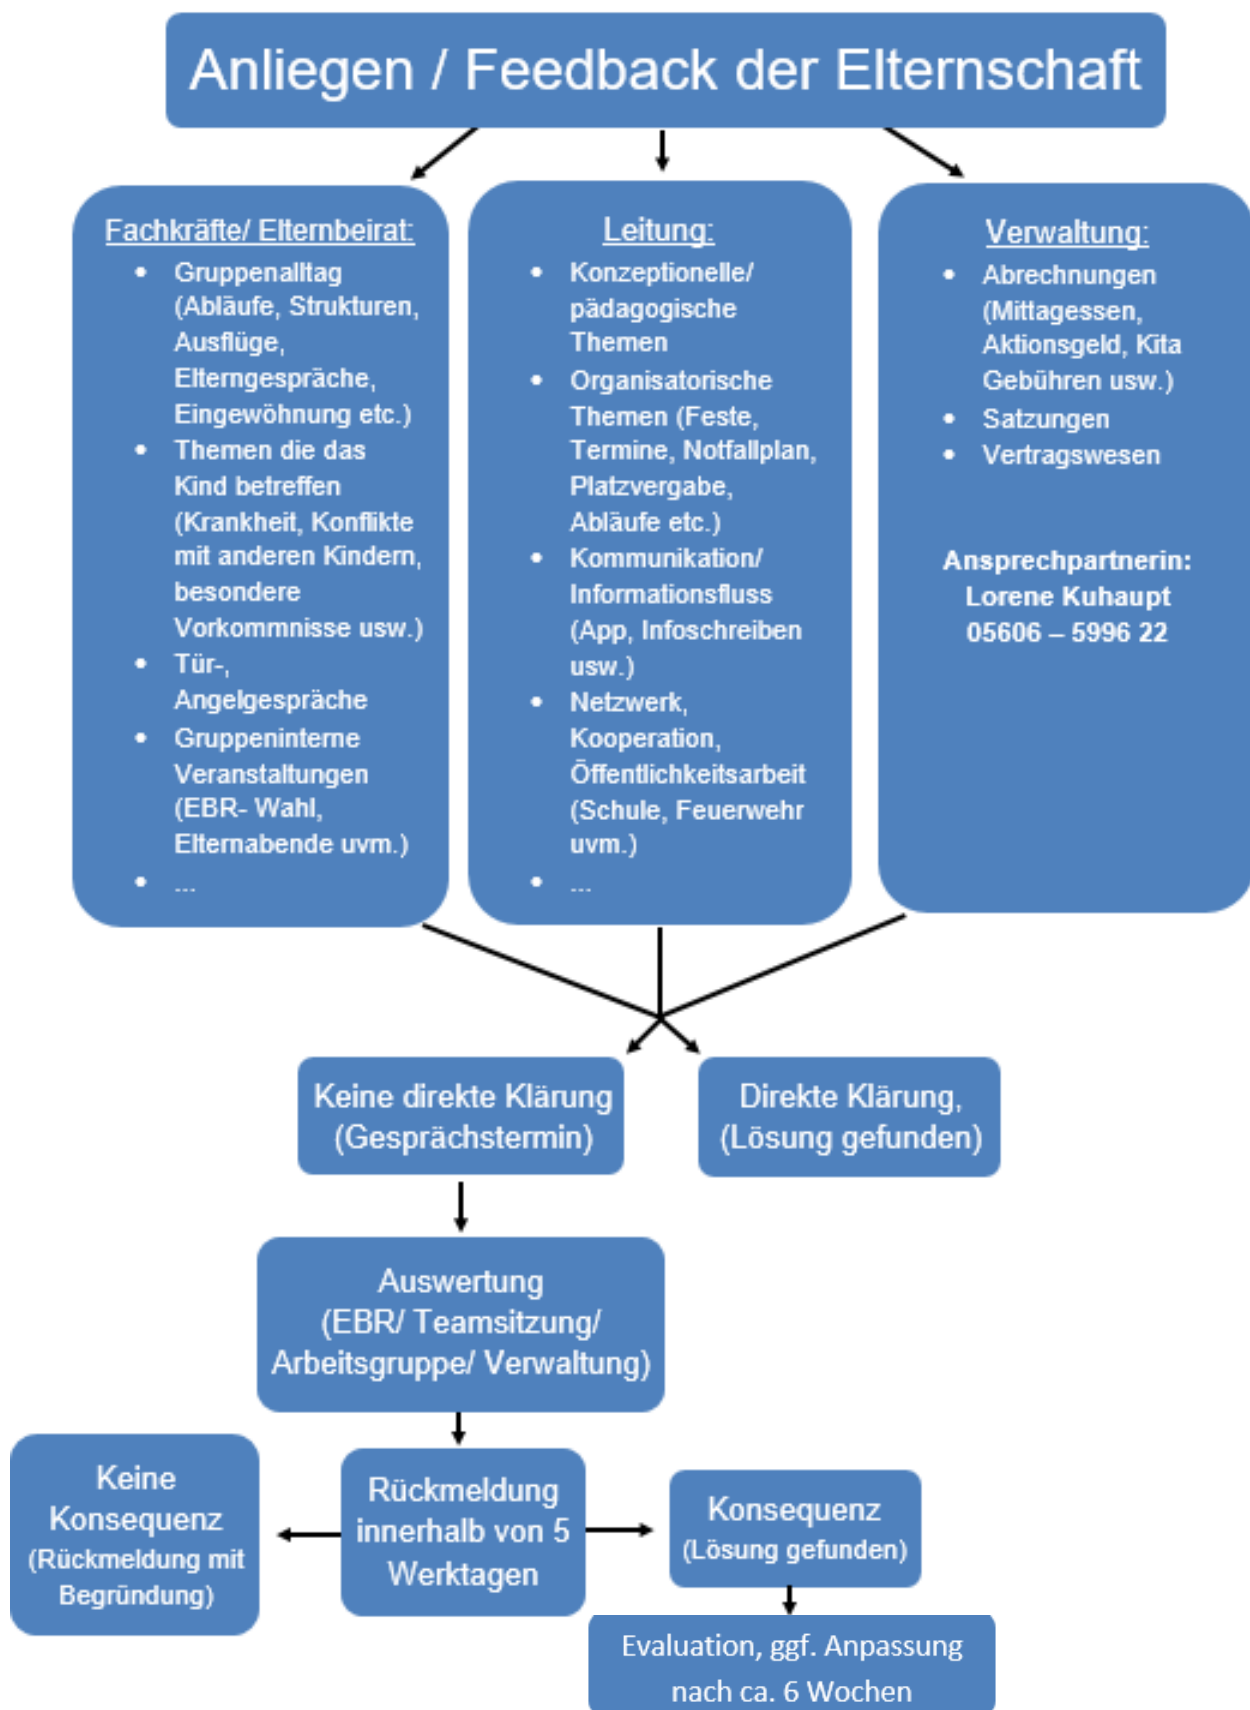 Anliegen / Feedback der Elternschaft
Fachkräfte/ Elternbeirat:
• Gruppenalltag
(Abläufe, Strukturen,
Ausflüge,
Elterngespräche,
Eingewöhnung etc.)
• Themen die das
Kind betreffen
(Krankheit, Konflikte
mit anderen Kindern,
besondere
Vorkommnisse usw.)
• Tür-,
Angelgespräche
• Gruppeninterne
Veranstaltungen
(EBR- Wahl,
Elternabende uvm.)
• ...
Leitung:
• Konzeptionelle/
pädagogische
Themen
• Organisatorische
Themen (Feste,
Termine, Notfallplan,
Platzvergabe,
Abläufe etc.)
• Kommunikation/
Informationsfluss
(App, Infoschreiben
usw.)
• Netzwerk,
Kooperation,
Öffentlichkeitsarbeit
(Schule, Feuerwehr
uvm.)
• ...
Verwaltung:
• Abrechnungen
(Mittagessen,
Aktionsgeld, Kita
Gebühren usw.)
• Satzungen
• Vertragswesen
Ansprechpartnerin:
Lorene Kuhaupt
05606 – 5996 22
Keine direkte Klärung
(Gesprächstermin)
Direkte Klärung,
(Lösung gefunden)
Auswertung
(EBR/ Teamsitzung/
Arbeitsgruppe/ Verwaltung)
Keine
Konsequenz
(Rückmeldung mit
Begründung)
Rückmeldung
innerhalb von 5
Werktagen
Konsequenz
(Lösung gefunden)
Evaluation, ggf. Anpassung
nach ca. 6 Wochen